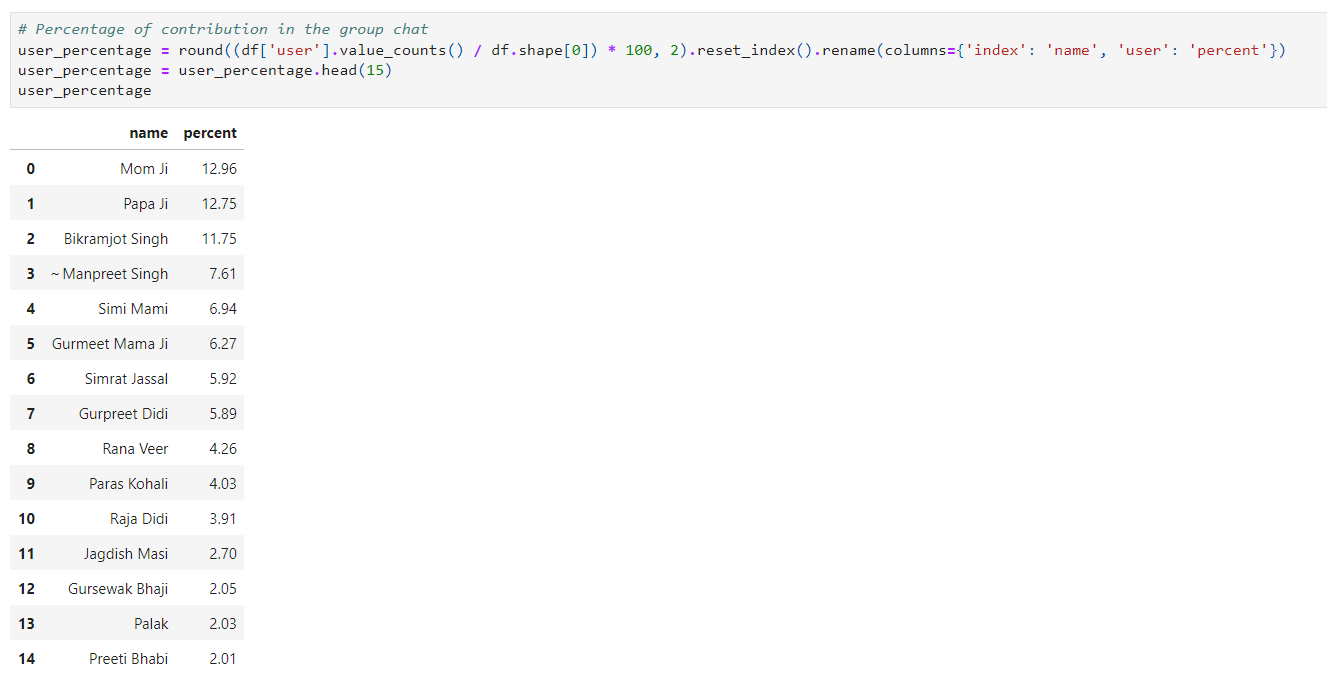 # Percentage of contribution in the group chat
user_percentage = round((df['user'].value_counts() / df.shape[0]) * 100, 2).reset_index().rename(columns={'index': 'name', 'user': 'percent'})
user_percentage = user_percentage.head(15)
user_percentage
name percent
0 Mom Ji 12.96
1 Papa Ji 12.75
2 Bikramjot Singh 11.75
3 ~ Manpreet Singh 7.61
4 Simi Mami 6.94
5 Gurmeet Mama Ji 6.27
6 Simrat Jassal 5.92
7 Gurpreet Didi 5.89
8 Rana Veer 4.26
9 Paras Kohali 4.03
10 Raja Didi 3.91
11 Jagdish Masi 2.70
12 Gursewak Bhaji 2.05
13 Palak 2.03
14 Preeti Bhabi 2.01